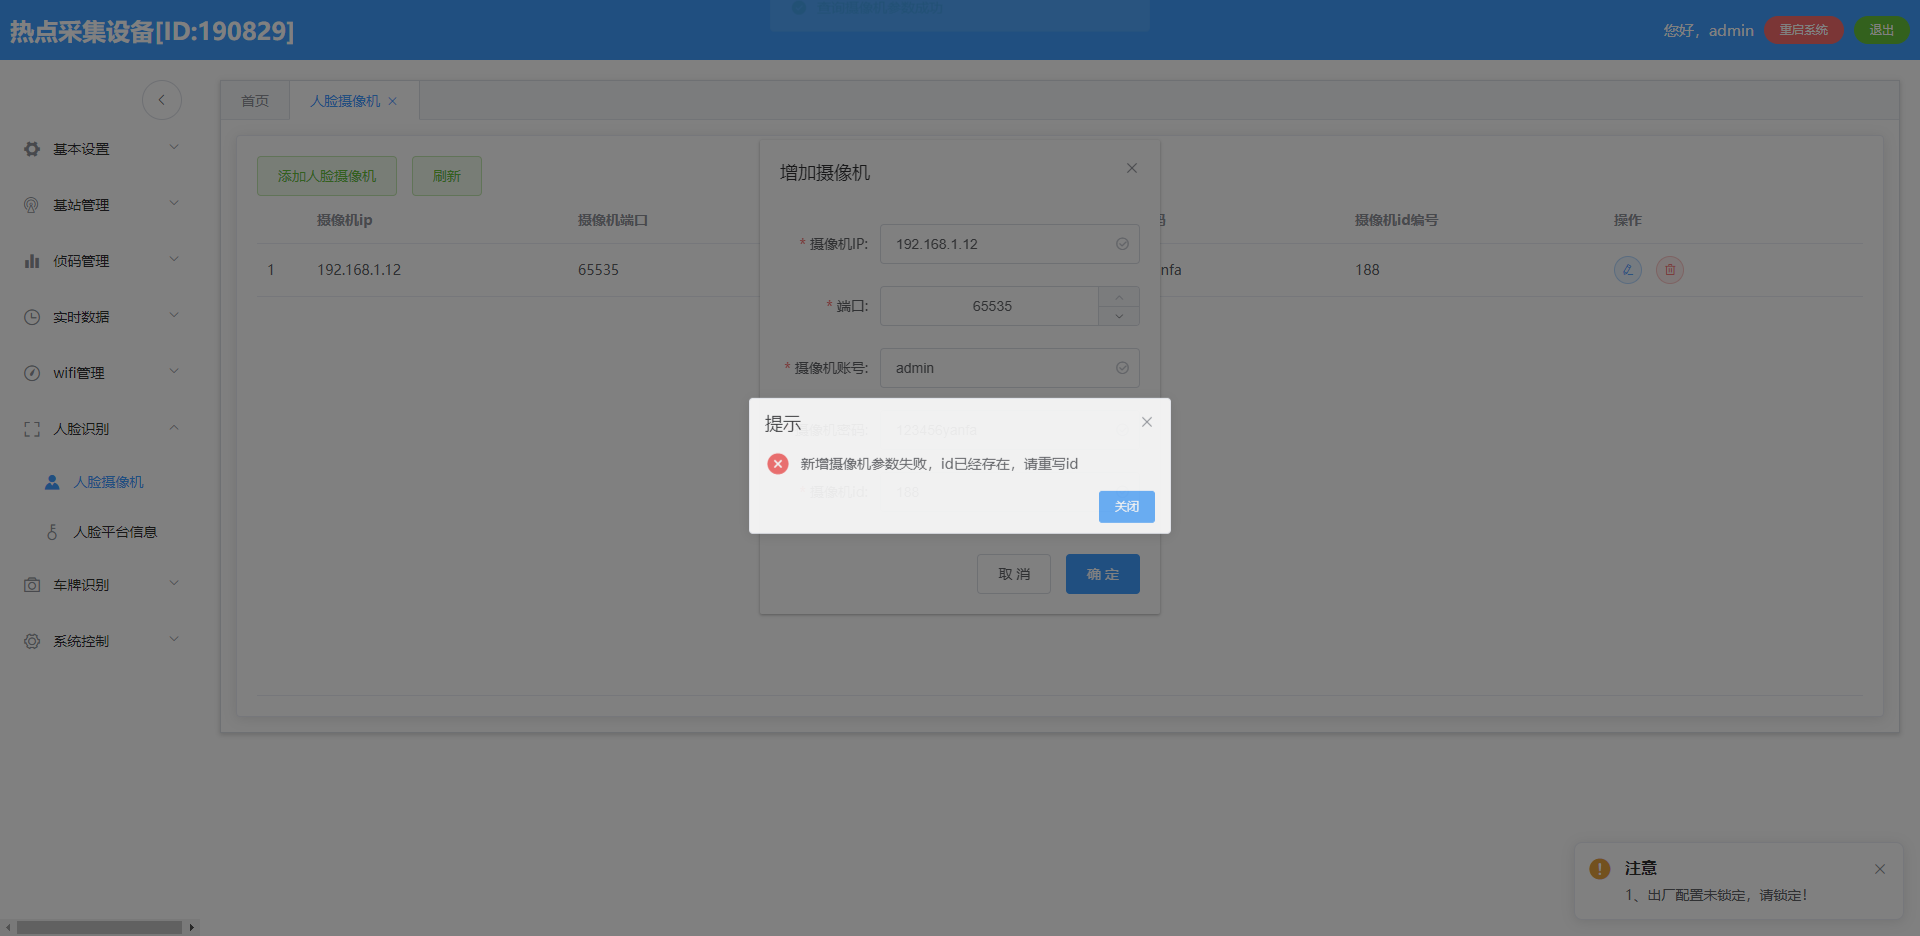 热点采集设备[ID:190829]
您好，admin
重启系统
退出
首页
人脸摄像机
基本设置
基站管理
侦码管理
实时数据
wifi管理
人脸识别
人脸摄像机
人脸平台信息
车牌识别
系统控制
添加人脸摄像机
刷新
摄像机ip
摄像机端口
码
摄像机id编号
操作
1
192.168.1.12
65535
nfa
188
增加摄像机
* 摄像机IP:
192.168.1.12
* 端口:
65535
* 摄像机账号:
admin
摄像机密码:
* 摄像机id:
188
提示
新增摄像机参数失败，id已经存在，请重写id
关闭
取 消
确 定
注意
1、出厂配置未锁定，请锁定！